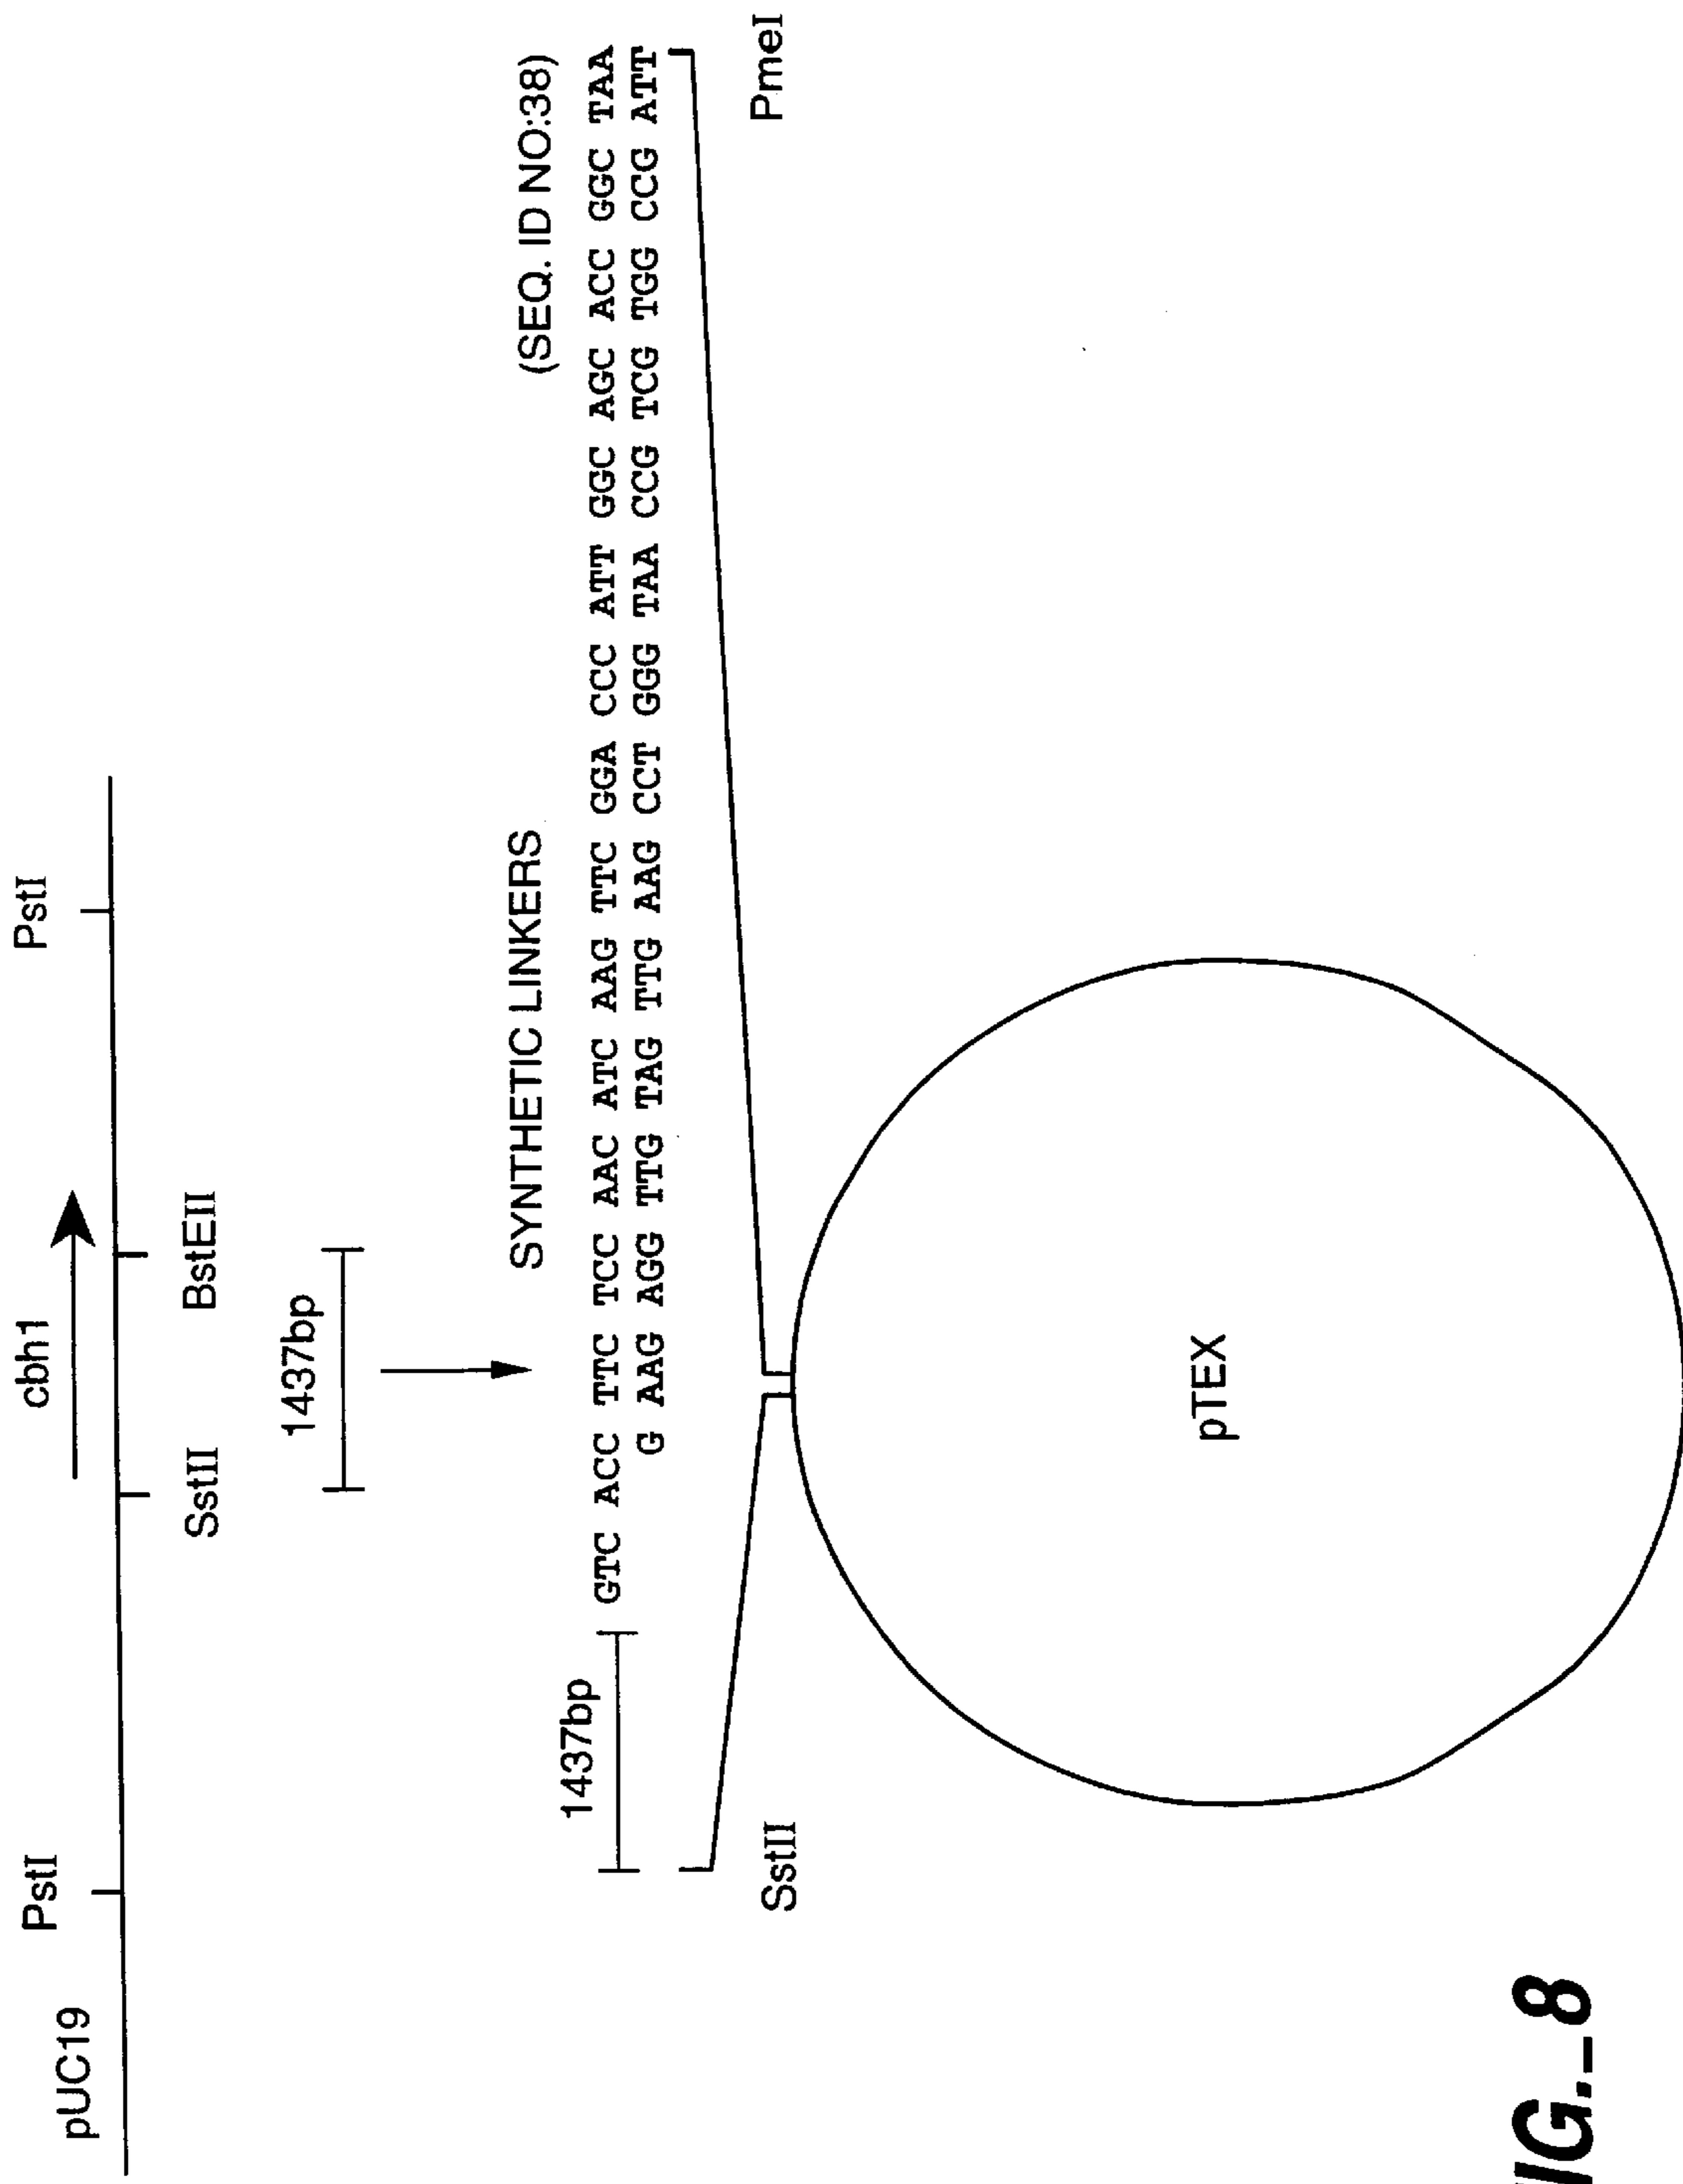 pUC19
PstI
cbh1
PstI
SstII
BstEII
1437bp
SYNTHETIC LINKERS
(SEQ. ID NO:38)
1437bp
GTC ACC TTC TCC AAC ATC AAG TTC GGA CCC ATT GGC AGC ACC GGC TAA
G AAG AGG TTG TAG TTG AAG CCT GGG TAA CCG TCG TGG CCG ATT
SstII
PmeI
pTEX
IG._8